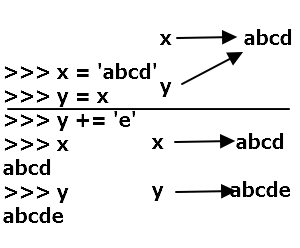 x abcd
>>> x = 'abcd'
>>> y = x
y
>>> y += 'e'
>>> x
x abcd
abcd
>>> y
y abcde
abcde